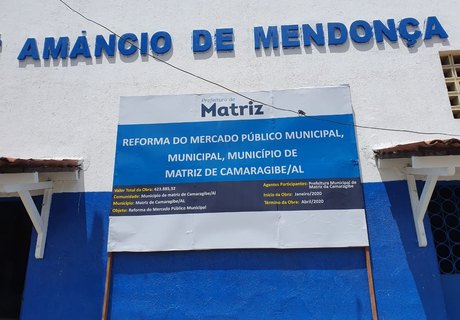 AMÂNCIO DE MENDONÇA
Prefeitura de
Matriz
REFORMA DO MERCADO PÚBLICO MUNICIPAL,
MUNICIPAL, MUNICÍPIO DE
MATRIZ DE CAMARAGIBE/AL
Valor Total da Obra: 423.885,32
Comunidade: Município de matriz de Camaragibe/AL
Município: Matriz de Camaragibe/AL
Objeto: Reforma do Mercado Público Municipal
Agentes Participantes: Prefeitura Municipal de
Matriz da Camaragibe
Início da Obra: Janeiro/2020
Término da Obra: Abril/2020